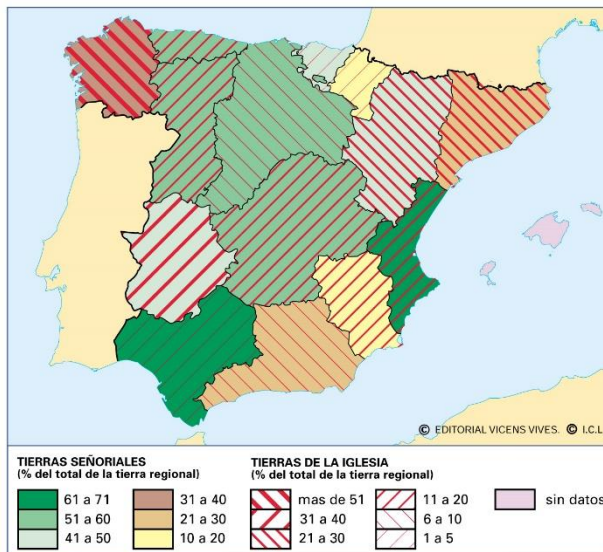 © EDITORIAL VICENS VIVES. © I.C.L
TIERRAS SEÑORIALES
(% del total de la tierra regional)
61 a 71
51 a 60
41 a 50
31 a 40
21 a 30
10 a 20
TIERRAS DE LA IGLESIA
(% del total de la tierra regional)
mas de 51
31 a 40
21 a 30
11 a 20
6 a 10
1 a 5
sin datos